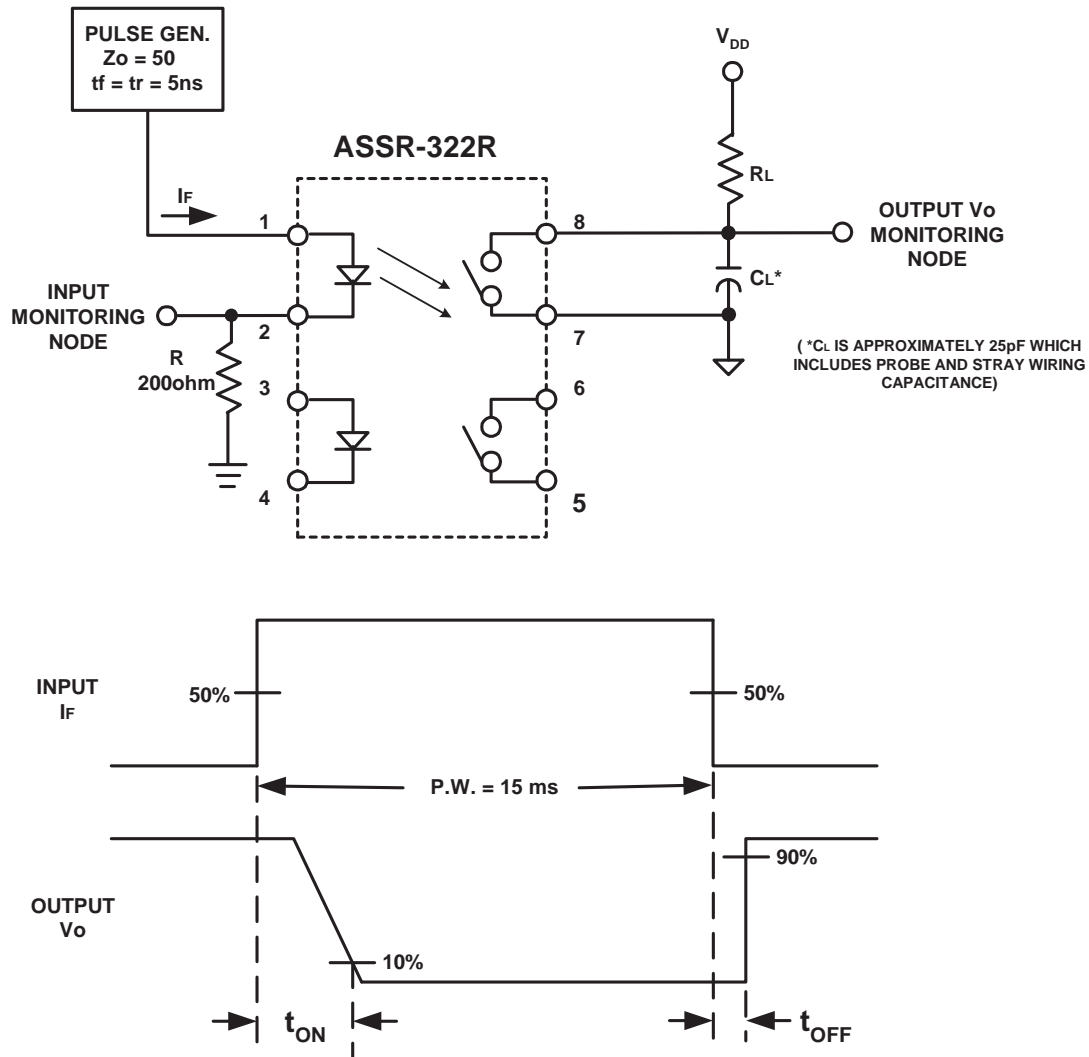 PULSE GEN.
Zo = 50
tf = tr = 5ns
VDD
ASSR-322R
RL
IF
1
8
OUTPUT Vo
MONITORING
NODE
CL*
INPUT
MONITORING
NODE
2
7
R
200ohm
( *CL IS APPROXIMATELY 25pF WHICH
INCLUDES PROBE AND STRAY WIRING
CAPACITANCE)
3
6
4
5
INPUT
IF
50%
50%
P.W. = 15 ms
90%
OUTPUT
Vo
10%
tON
tOFF